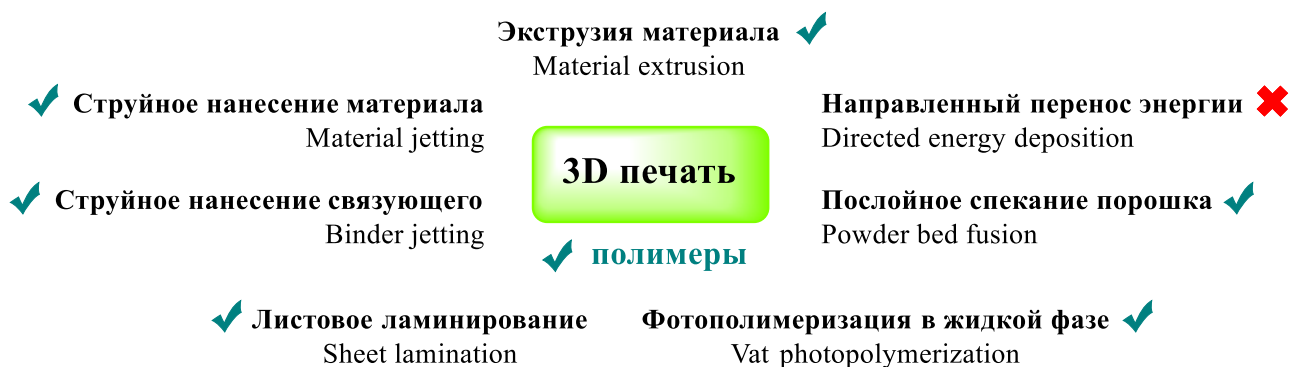 Экструзия материала
Material extrusion
Струйное нанесение материала
Material jetting
Направленный перенос энергии
Directed energy deposition
3D печать
Струйное нанесение связующего
Binder jetting
Послойное спекание порошка
Powder bed fusion
полимеры
Листовое ламинирование
Sheet lamination
Фотополимеризация в жидкой фазе
Vat photopolymerization